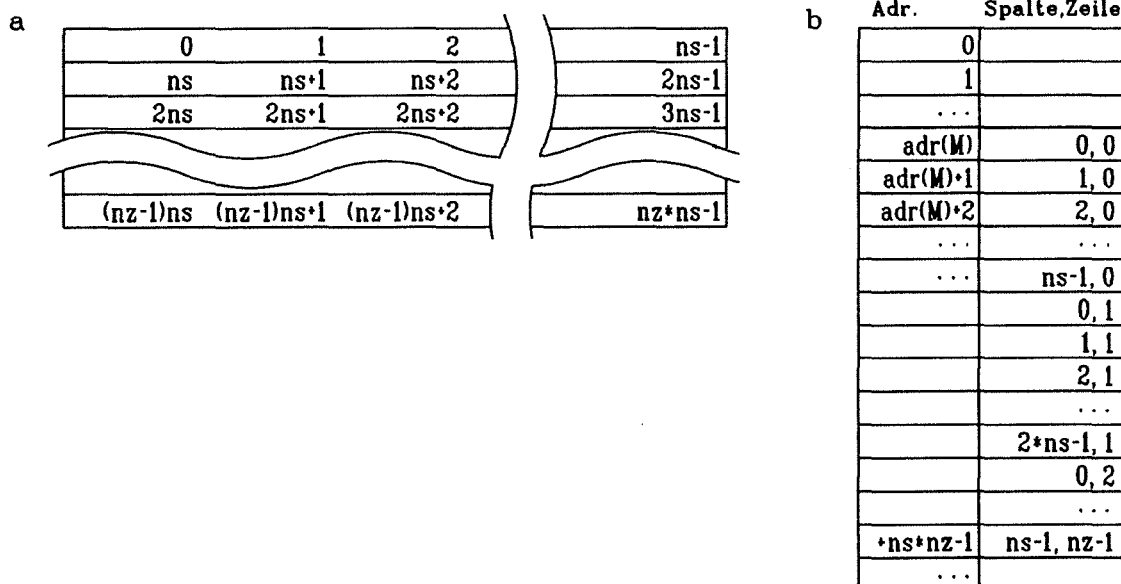 a
0 1 2 ns-1
ns ns+1 ns+2 2ns-1
2ns 2ns+1 2ns+2 3ns-1
(nz-1)ns (nz-1)ns+1 (nz-1)ns+2 nz*ns-1
b
Adr. Spalte,Zeile
0
1
...
adr(M) 0, 0
adr(M)+1 1, 0
adr(M)+2 2, 0
... ...
... ns-1, 0
0, 1
1, 1
2, 1
...
2*ns-1, 1
0, 2
...
+ns*nz-1 ns-1, nz-1
...